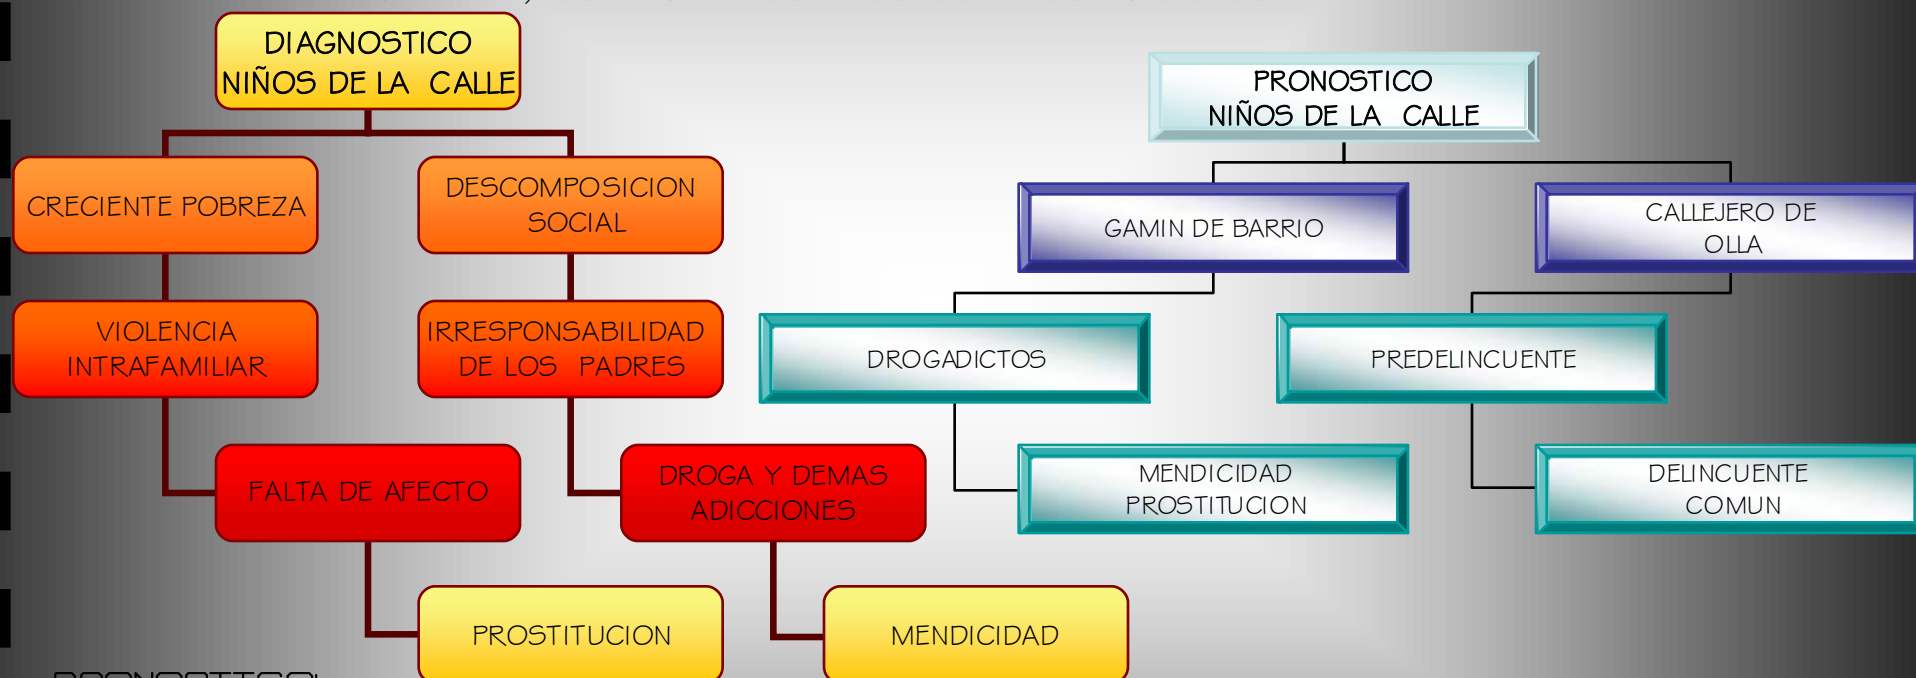 DIAGNOSTICO
NIÑOS DE LA CALLE
CRECIENTE POBREZA
DESCOMPOSICION
SOCIAL
VIOLENCIA
INTRAFAMILIAR
IRRESPONSABILIDAD
DE LOS PADRES
FALTA DE AFECTO
DROGA Y DEMAS
ADICCIONES
PROSTITUCION
MENDICIDAD
PRONOSTICO
NIÑOS DE LA CALLE
GAMIN DE BARRIO
CALLEJERO DE
OLLA
DROGADICTOS
PREDELINCUENTE
MENDICIDAD
PROSTITUCION
DELINCUENTE
COMUN